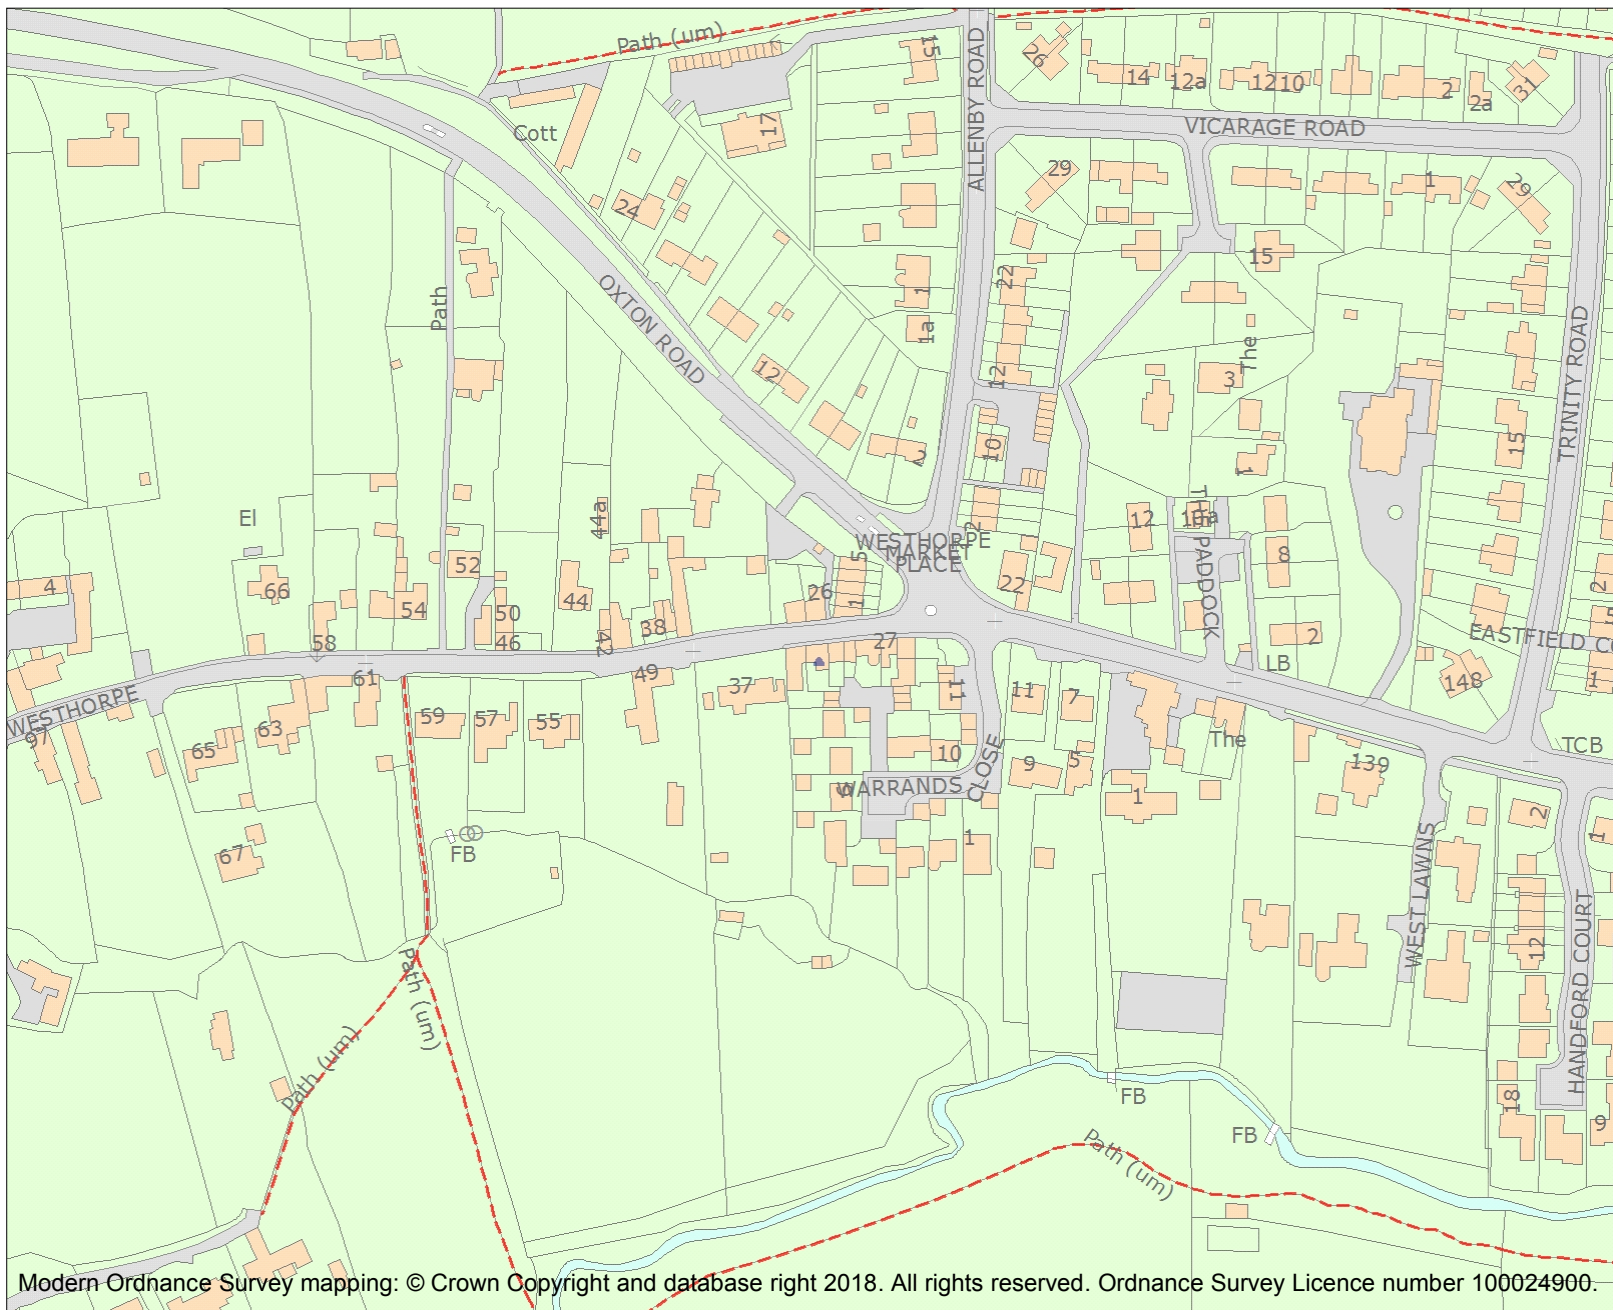 Path (um)
15
ALLENBY ROAD
26
14
12a
12
10
2
2a
31
Cott
17
VICARAGE ROAD
24
29
1
29
OXTON ROAD
Path
22
15
1
1a
TRINITY ROAD
12
12
The
3
2
10
1
15
El
44a
2
12
THE PADDOCK
WESTHORPE
MARKET
PLACE
5
8
4
66
52
54
50
44
26
1
22
2
58
46
42
38
27
2
EASTFIELD CO
LB
61
49
37
11
11
7
148
1
WESTHORPE
97
65
63
59
57
55
10
9
5
The
139
TCB
WARRANDS
CLOSE
9
1
2
1
67
FB
1
WEST LAWNS
12
HANDFORD COURT
Path (um)
Path (um)
FB
18
FB
9
Path (um)
Modern Ordnance Survey mapping: © Crown Copyright and database right 2018. All rights reserved. Ordnance Survey Licence number 100024900.